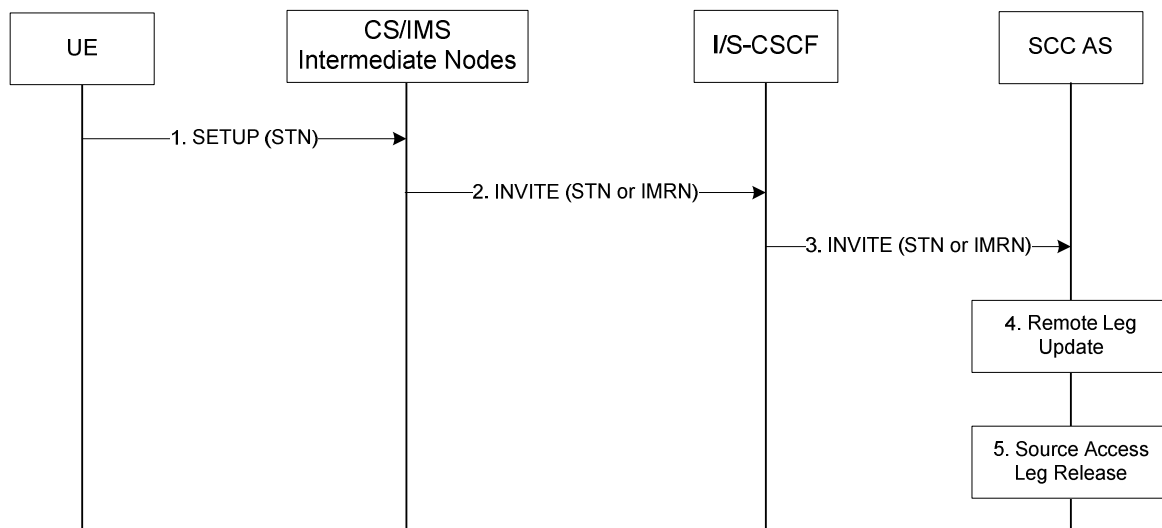 UE
CS/IMS
Intermediate Nodes
I/S-CSCF
SCC AS
1. SETUP (STN)
2. INVITE (STN or IMRN)
3. INVITE (STN or IMRN)
4. Remote Leg
Update
5. Source Access
Leg Release